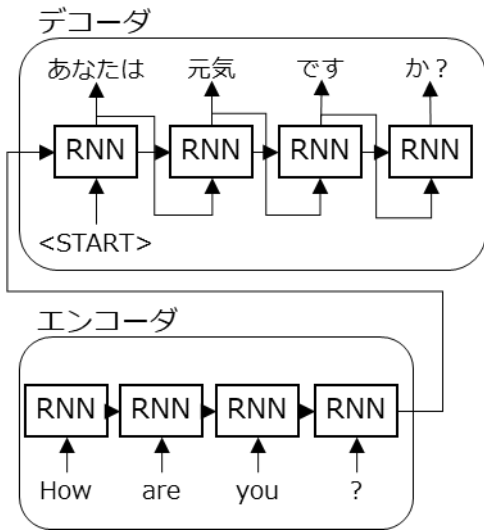 デコーダ
あなたは 元気 です か？
RNN RNN RNN RNN
<START>
エンコーダ
RNN RNN RNN RNN
How are you ?